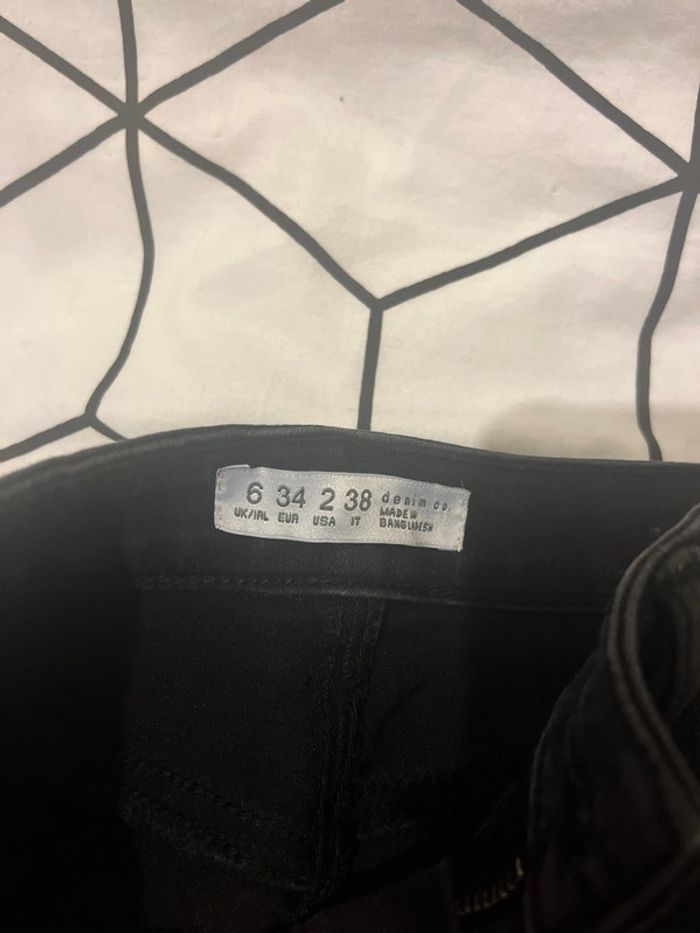 6 34 2 38 denim co.
UK/IRL EUR USA IT MADE IN
BANGLADESH